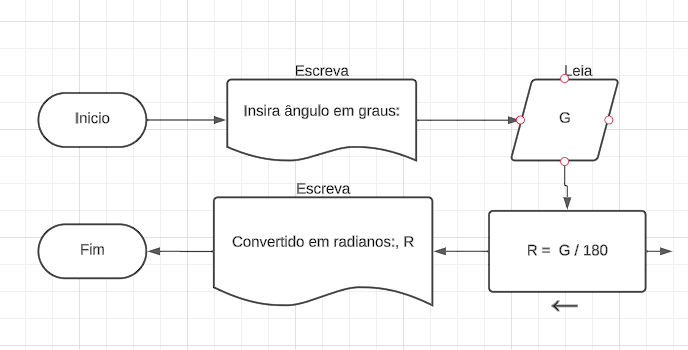 Escreva
Leia
Inicio
Insira ângulo em graus:
G
Escreva
Fim
Convertido em radianos:, R
R = G / 180